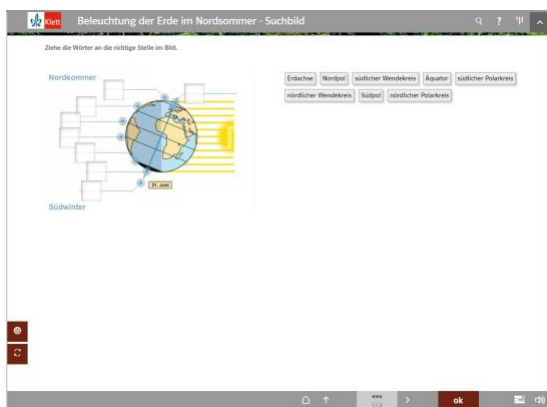 Klett Beleuchtung der Erde im Nordsommer - Suchbild ?
Ziehe die Wörter an die richtige Stelle im Bild.
Nordsommer
Erdachse Nordpol südlicher Wendekreis Äquator südlicher Polarkreis
nördlicher Wendekreis Südpol nördlicher Polarkreis
21. Juni
Südwinter
ok